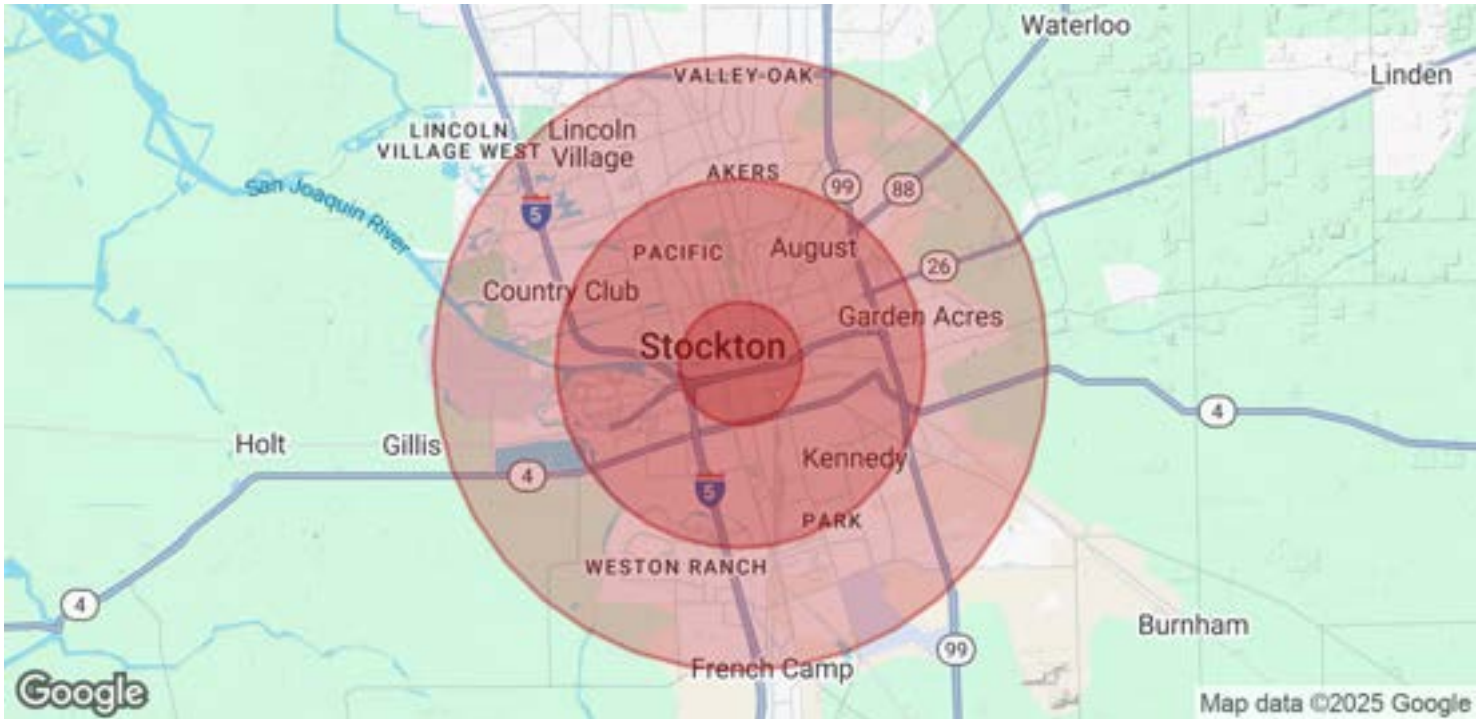 Waterloo
VALLEY OAK
Linden
LINCOLN
VILLAGE WEST
Lincoln
Village
AKERS
99
88
San Joaquin River
5
PACIFIC
August
26
Country Club
Garden Acres
Stockton
4
Holt
Gillis
4
Kennedy
5
PARK
WESTON RANCH
4
Burnham
99
French Camp
Google
Map data ©2025 Google